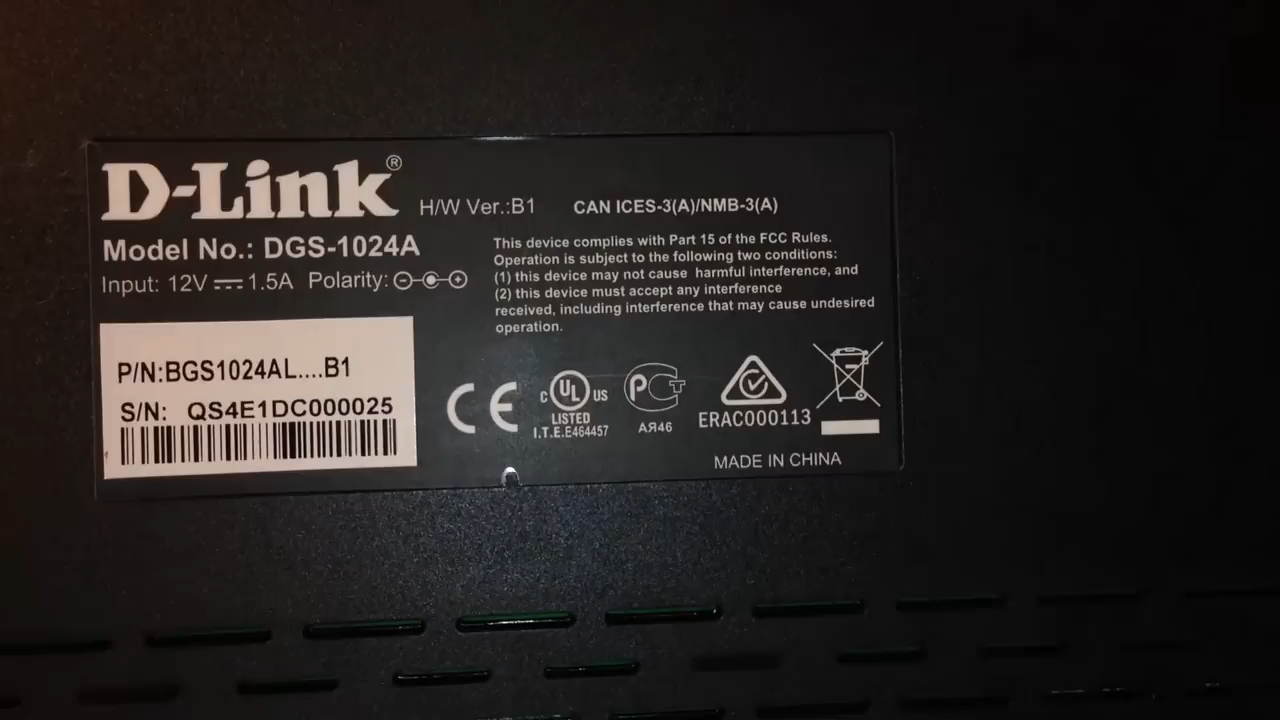 D-Link®
H/W Ver.:B1
CAN ICES-3(A)/NMB-3(A)
Model No.: DGS-1024A
Input: 12V 1.5A Polarity:
This device complies with Part 15 of the FCC Rules.
Operation is subject to the following two conditions:
(1) this device may not cause harmful interference, and
(2) this device must accept any interference
received, including interference that may cause undesired
operation.
P/N:BGS1024AL....B1
S/N: QS4E1DC000025
CE
C UL US
LISTED
I.T.E.E464457
РСТ
АЯ46
ERAC000113
MADE IN CHINA